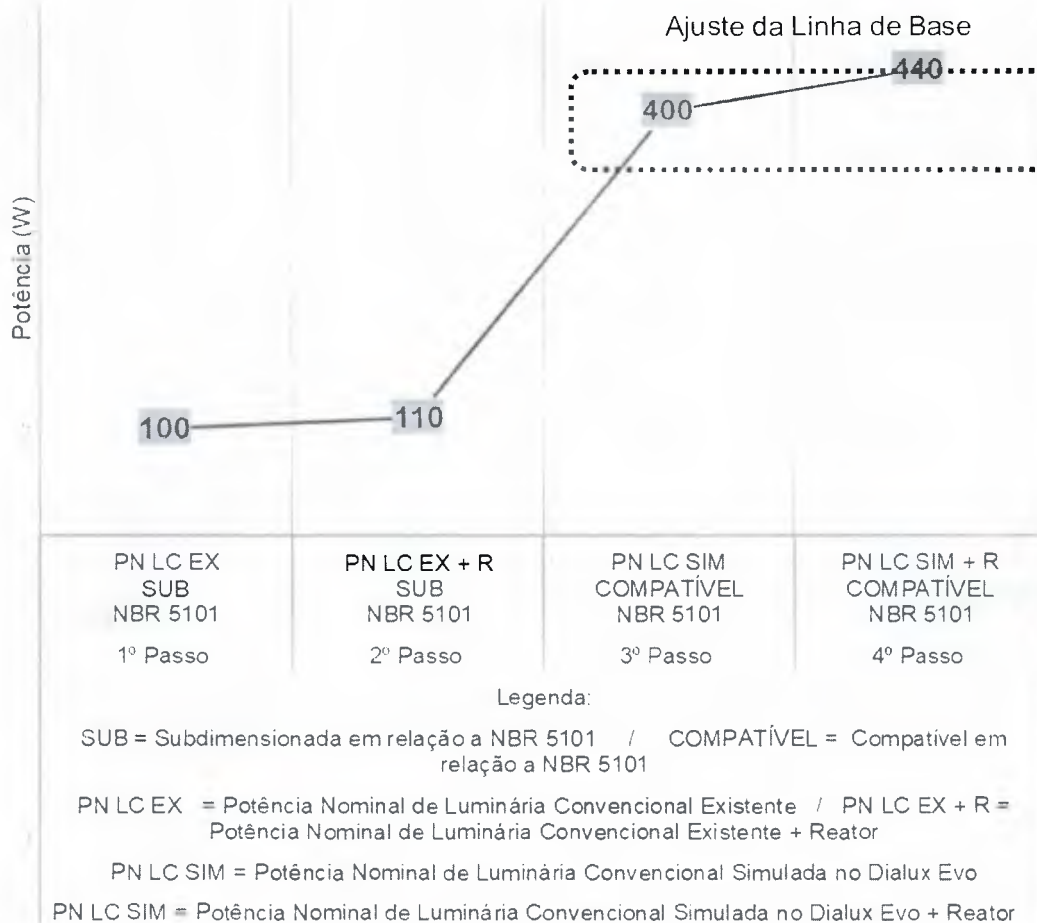 Ajuste da Linha de Base
440
400
Potência (W)
100
110
PN LC EX
SUB
NBR 5101
1º Passo
PN LC EX + R
SUB
NBR 5101
2º Passo
PN LC SIM
COMPATÍVEL
NBR 5101
3º Passo
PN LC SIM + R
COMPATÍVEL
NBR 5101
4º Passo
Legenda:
SUB = Subdimensionada em relação a NBR 5101 / COMPATÍVEL = Compatível em
relação a NBR 5101
PN LC EX = Potência Nominal de Luminária Convencional Existente / PN LC EX + R =
Potência Nominal de Luminária Convencional Existente + Reator
PN LC SIM = Potência Nominal de Luminária Convencional Simulada no Dialux Evo
PN LC SIM = Potência Nominal de Luminária Convencional Simulada no Dialux Evo + Reator